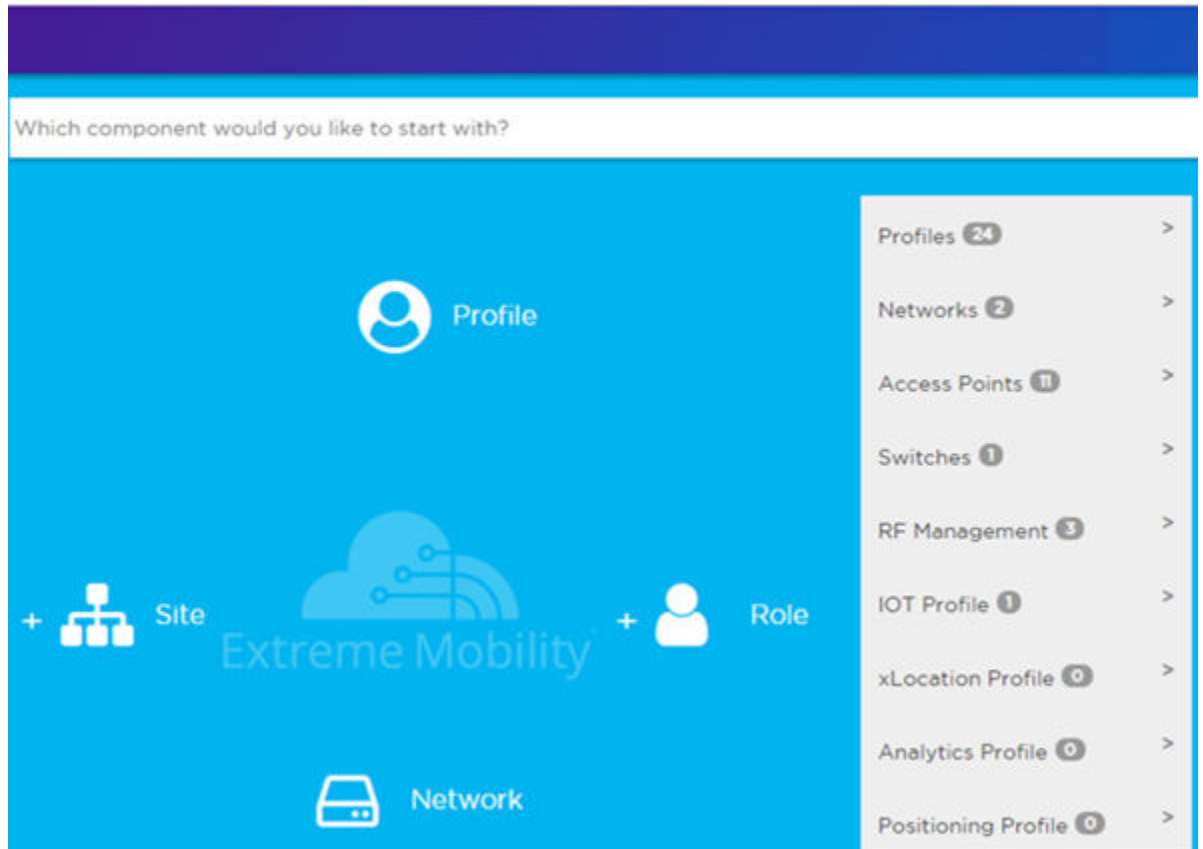 Which component would you like to start with?
Profiles 24 >
Profile
Networks 2 >
Access Points 11 >
Switches 1 >
RF Management 3 >
+ Site
Extreme Mobility
+ Role
IOT Profile 1 >
xLocation Profile 0 >
Analytics Profile 0 >
Network
Positioning Profile 0 >